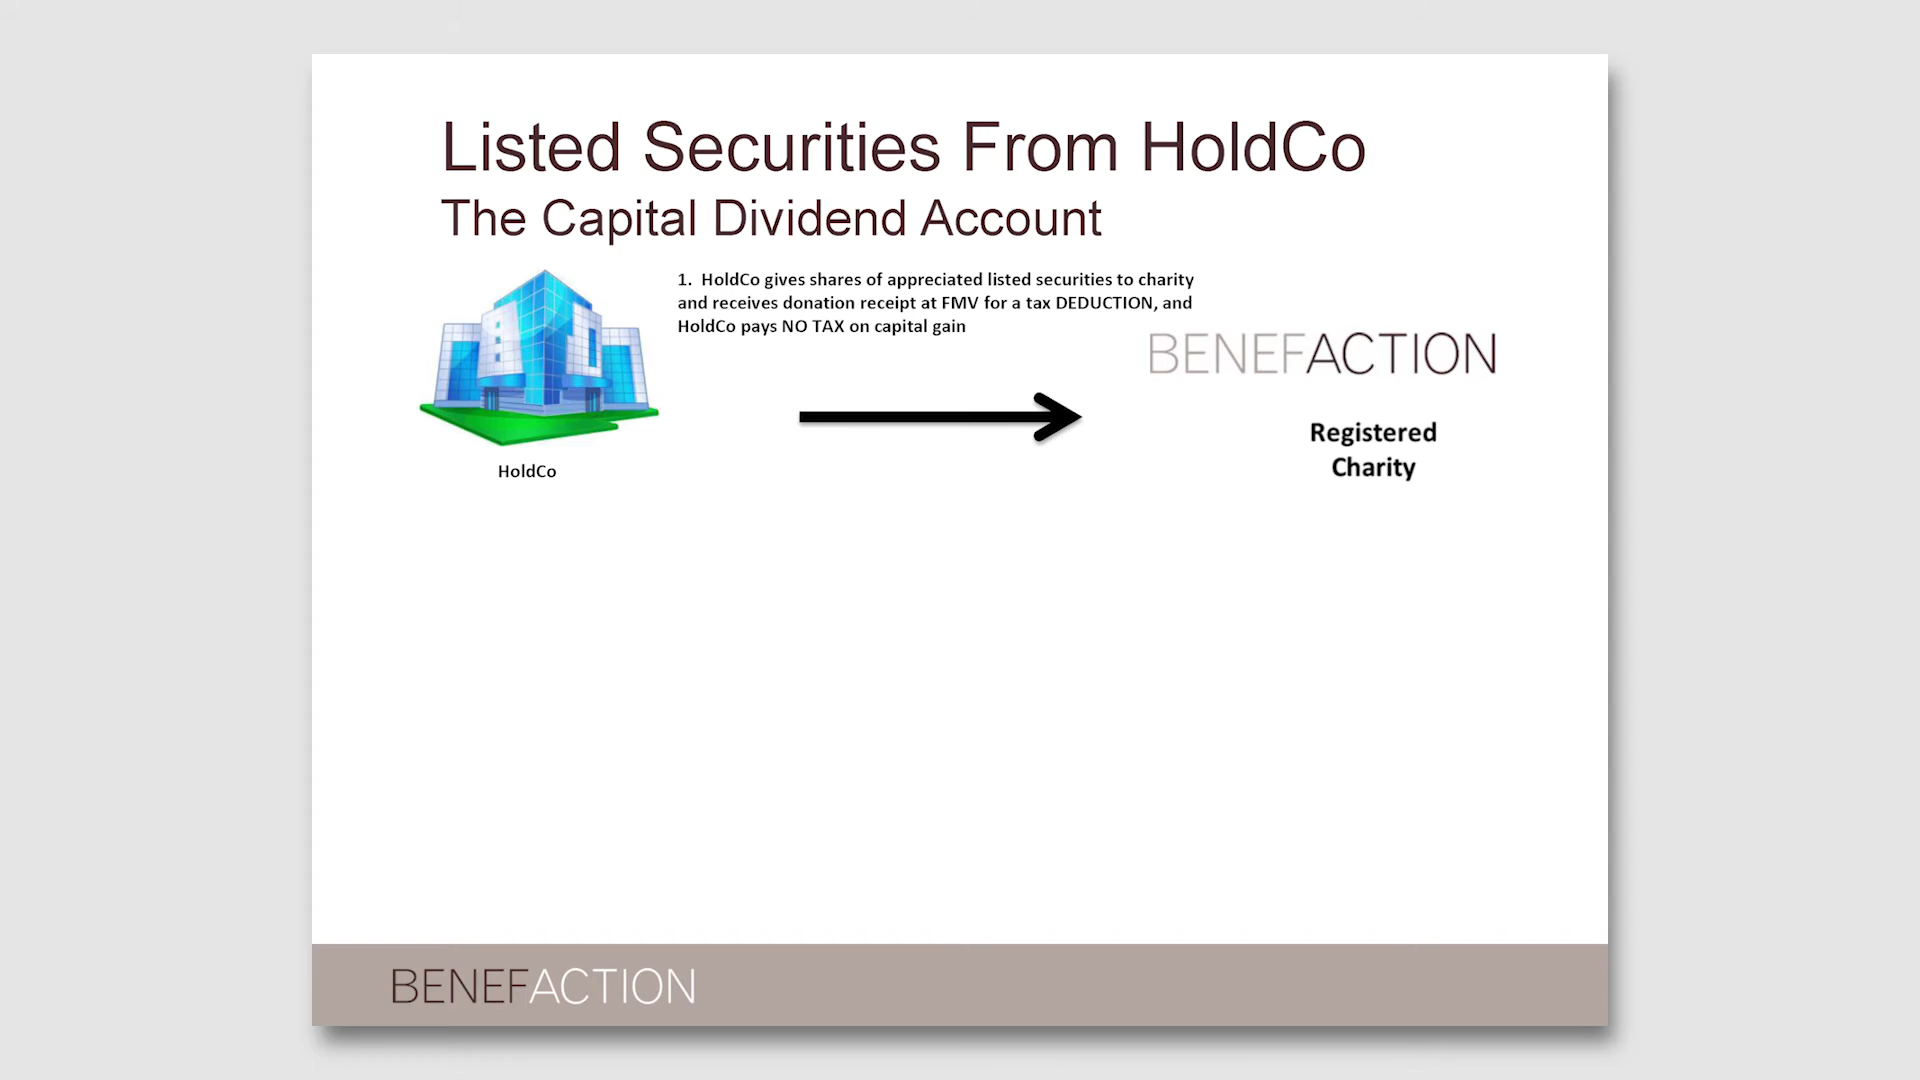 Listed Securities From HoldCo
The Capital Dividend Account
1. HoldCo gives shares of appreciated listed securities to charity
and receives donation receipt at FMV for a tax DEDUCTION, and
HoldCo pays NO TAX on capital gain
BENEFACTION
Registered
Charity
HoldCo
BENEFACTION